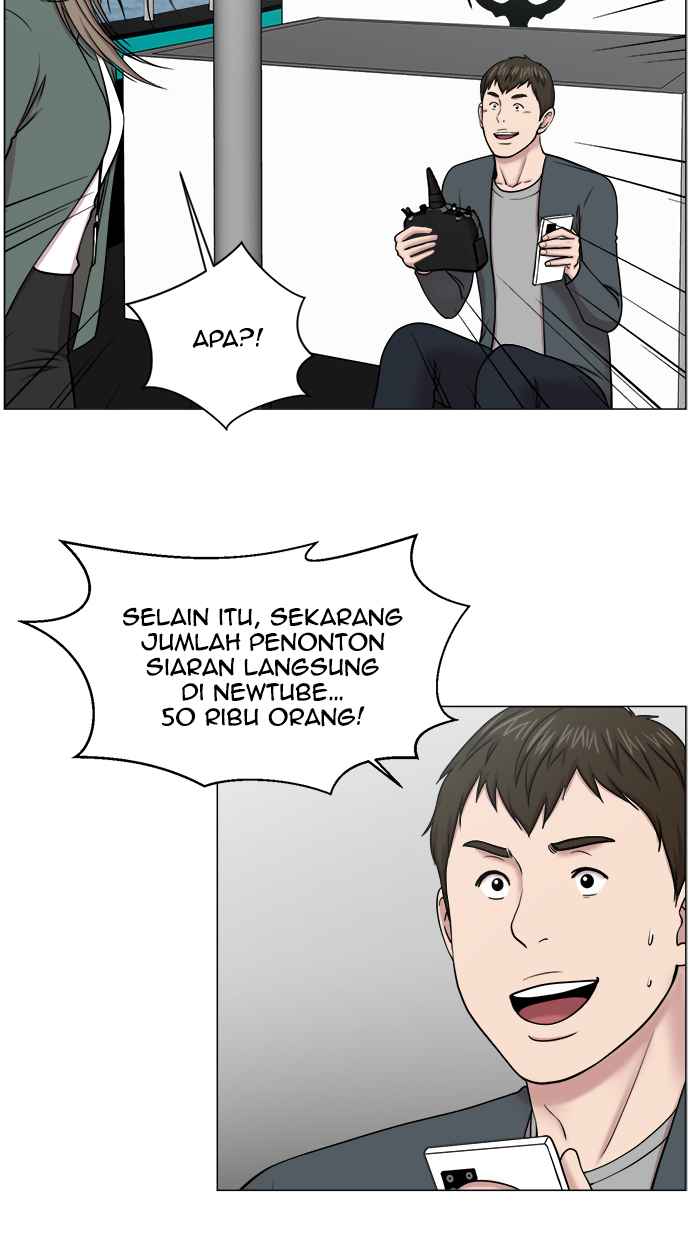 APA?!
SELAIN ITU, SEKARANG
JUMLAH PENONTON
SIARAN LANGSUNG
DI NEWTUBE...
50 RIBU ORANG!